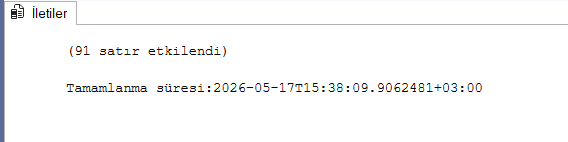 İletiler
(91 satır etkilendi)
Tamamlanma süresi:2026-05-17T15:38:09.9062481+03:00